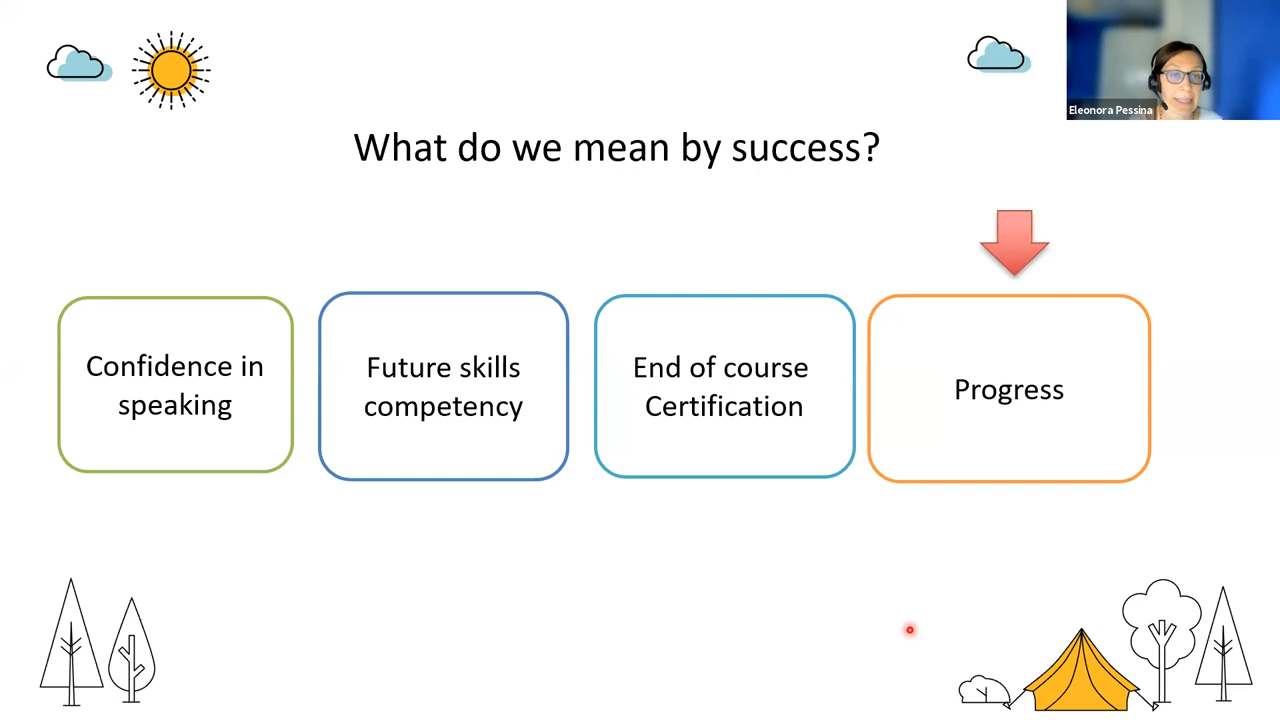 Eleonora Pessina
What do we mean by success?
Confidence in
speaking
Future skills
competency
End of course
Certification
Progress